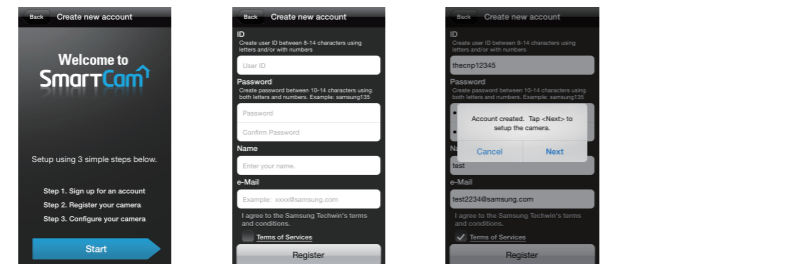 Back Create new account
Welcome to
SmartCam
Setup using 3 simple steps below.
Step 1. Sign up for an account
Step 2. Register your camera
Step 3. Configure your camera
Start
Back Create new account
ID
Create user ID between 8-14 characters using
letters and/or with numbers
User ID
Password
Create password between 10-14 characters using
both letters and numbers, Example: samsung135
Password
Confirm Password
Name
Enter your name.
e-Mail
Example: xxxx@samsung.com
I agree to the Samsung Techwin's terms
and conditions.
Terms of Services
Register
Back Create new account
ID
Create user ID between 8-14 characters using
letters and/or with numbers
thecnp12345
Password
Create password between 10-14 characters using
both letters and numbers, Example: samsung135
Account created. Tap <Next> to
setup the camera.
Cancel Next
Na
test
e-Mail
test2234@samsung.com
I agree to the Samsung Techwin's terms
and conditions.
Terms of Services
Register